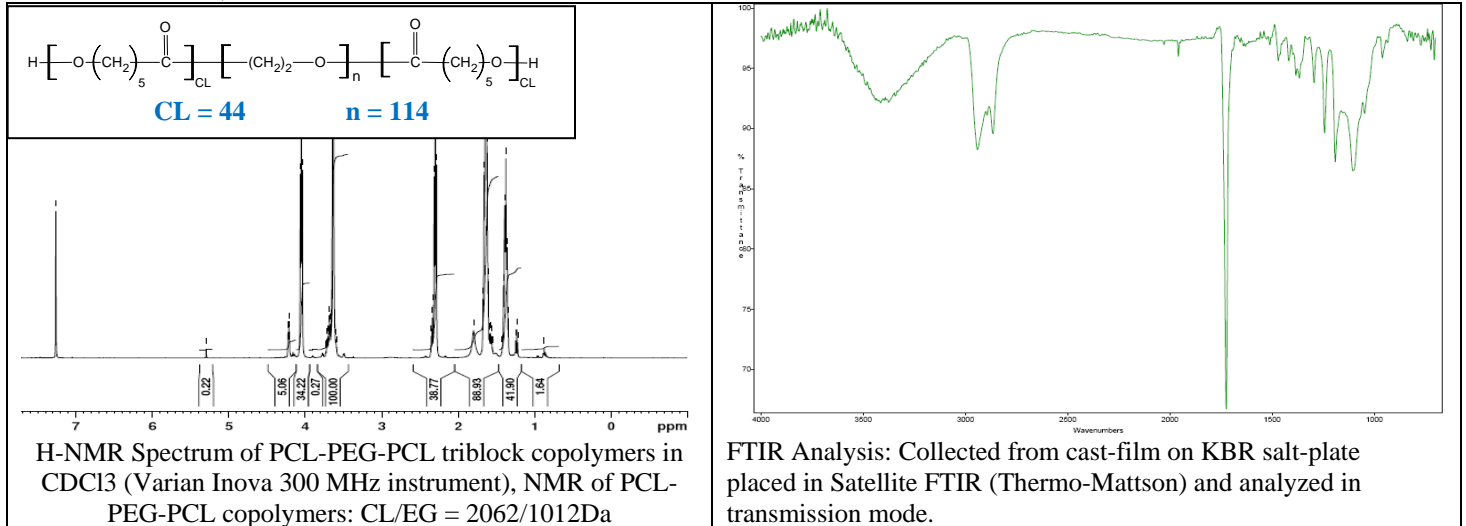 O
O
H
O
(CH2)
5
CL
(CH2)2
O
n
(CH2)
5
O
H
CL
CL = 44
n = 114
0.22
5.06
34.22
0.27
100.00
38.77
88.93
41.90
1.64
7
6
5
4
3
2
1
0
ppm
H-NMR Spectrum of PCL-PEG-PCL triblock copolymers in
CDCl3 (Varian Inova 300 MHz instrument), NMR of PCL-
PEG-PCL copolymers: CL/EG = 2062/1012Da
100
95
90
85
80
75
70
% Transmittance
4000
3500
3000
2500
2000
1500
1000
Wavenumbers
FTIR Analysis: Collected from cast-film on KBR salt-plate
placed in Satellite FTIR (Thermo-Mattson) and analyzed in
transmission mode.